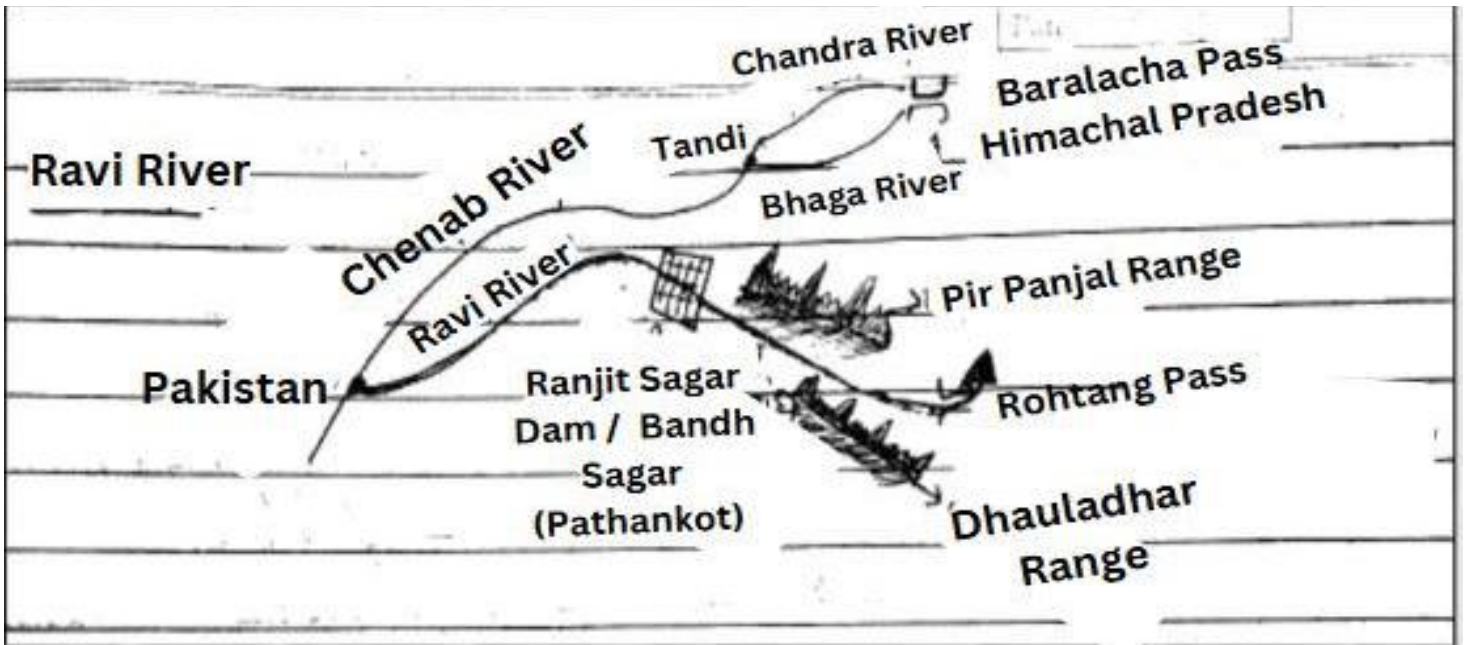 Chandra River
Baralacha Pass
Himachal Pradesh
Tandi
Ravi River
Chenab River
Bhaga River
Ravi River
Pir Panjal Range
Pakistan
Ranjit Sagar
Dam / Bandh
Sagar
(Pathankot)
Rohtang Pass
Dhauladhar
Range